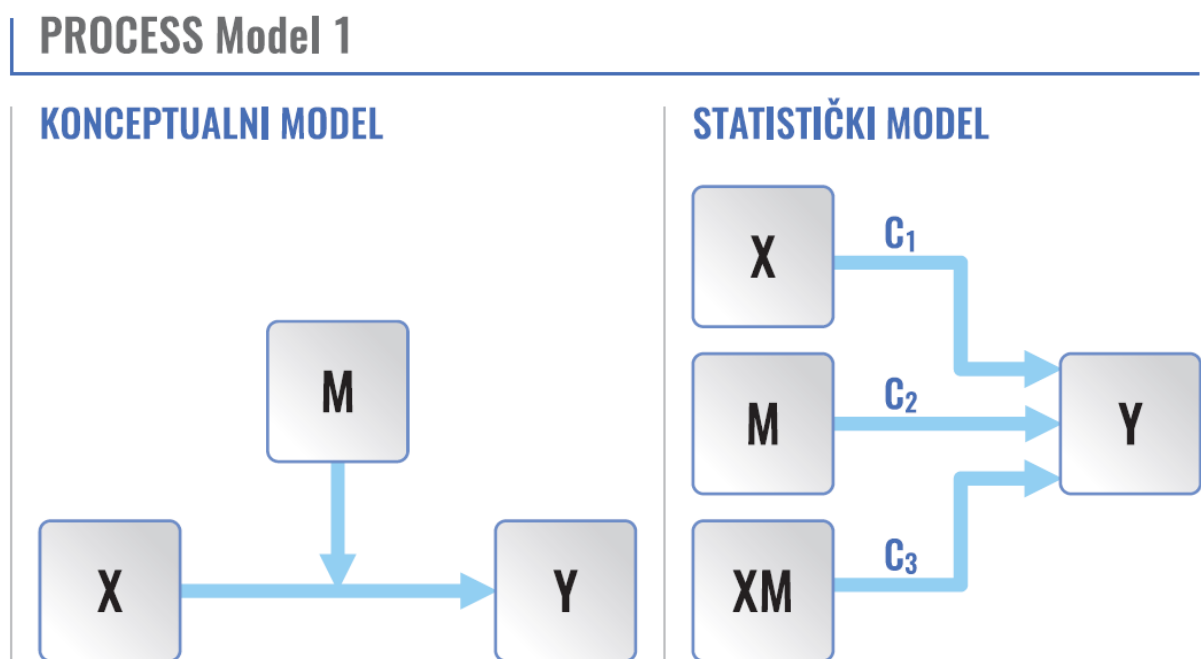 PROCESS Model 1
KONCEPTUALNI MODEL
M
X
Y
STATISTIČKI MODEL
X
C₁
M
C₂
Y
XM
C₃